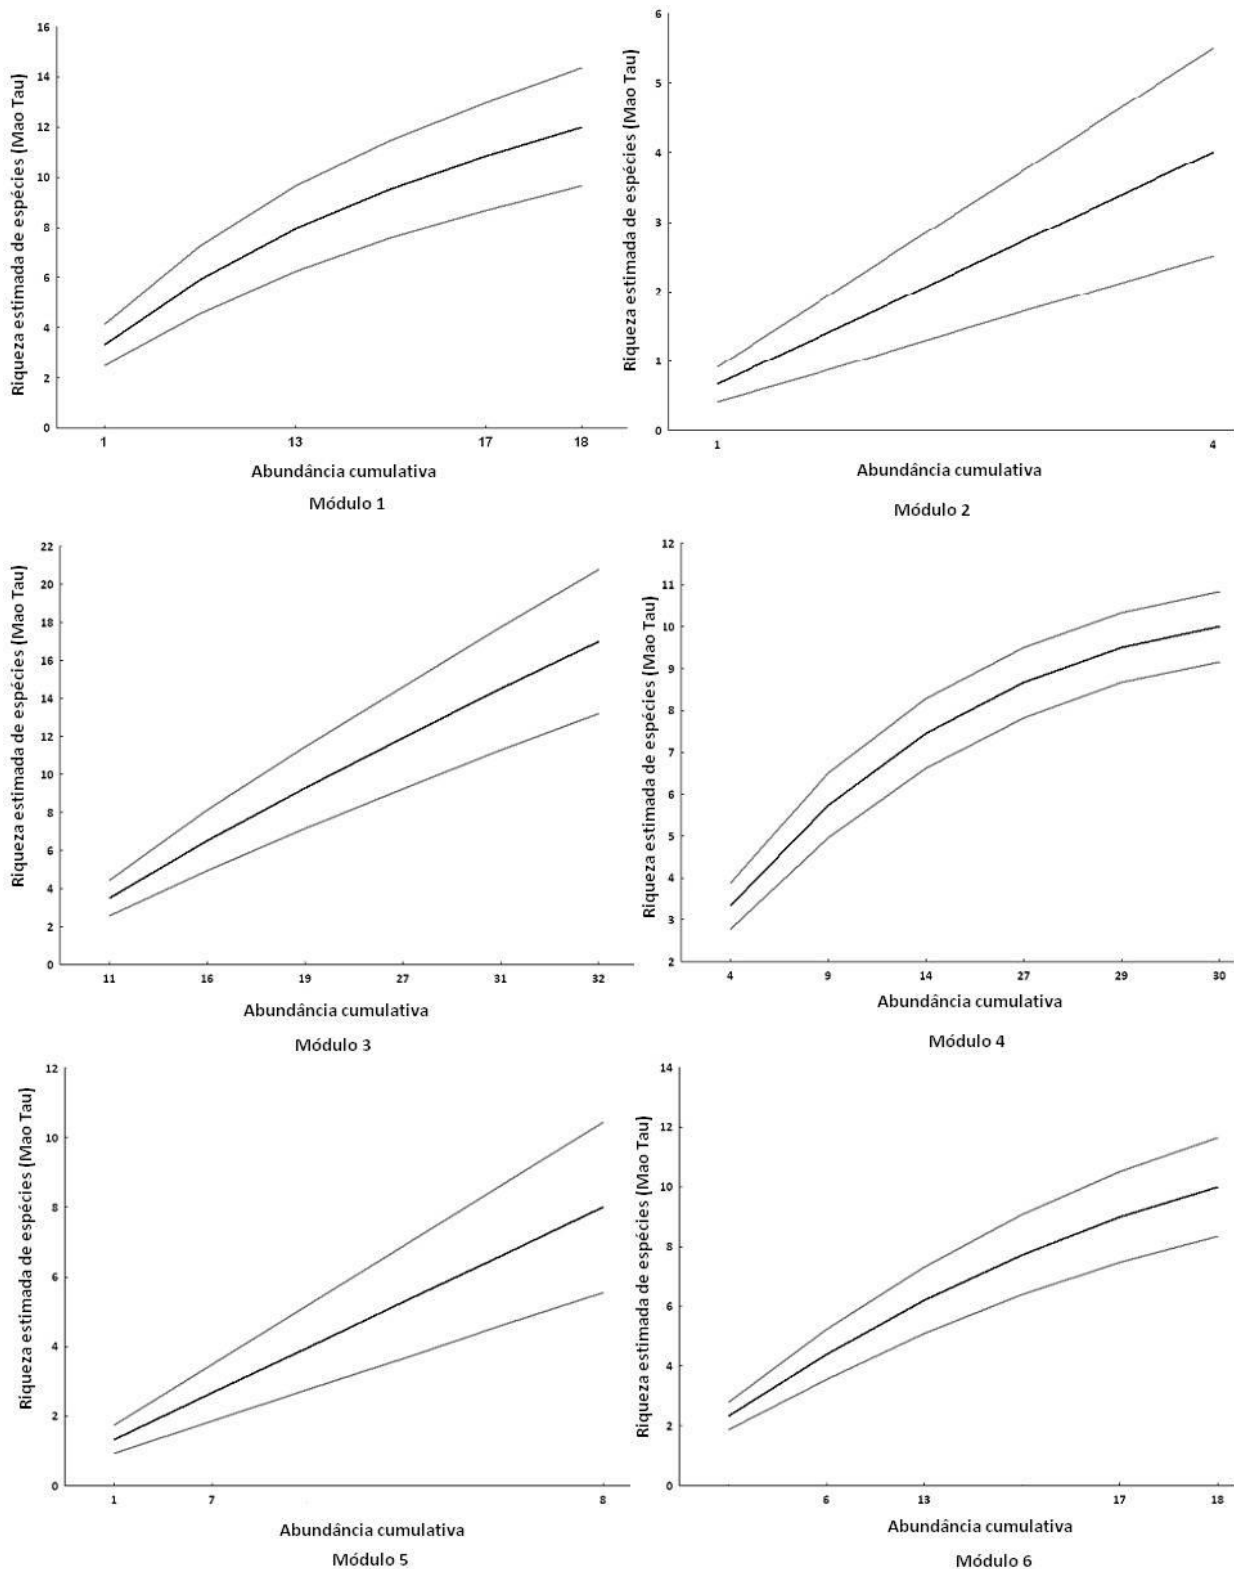 Riqueza estimada de espécies (Mao Tau)
16
14
12
10
8
6
4
2
0
1 13 17 18
Abundância cumulativa
Módulo 1
Riqueza estimada de espécies (Mao Tau)
6
5
4
3
2
1
0
1 4
Abundância cumulativa
Módulo 2
Riqueza estimada de espécies (Mao Tau)
22
20
18
16
14
12
10
8
6
4
2
0
11 16 19 27 31 32
Abundância cumulativa
Módulo 3
Riqueza estimada de espécies (Mao Tau)
12
11
10
9
8
7
6
5
4
3
2
4 9 14 27 29 30
Abundância cumulativa
Módulo 4
Riqueza estimada de espécies (Mao Tau)
12
10
8
6
4
2
0
1 7 8
Abundância cumulativa
Módulo 5
Riqueza estimada de espécies (Mao Tau)
14
12
10
8
6
4
2
0
6 13 17 18
Abundância cumulativa
Módulo 6